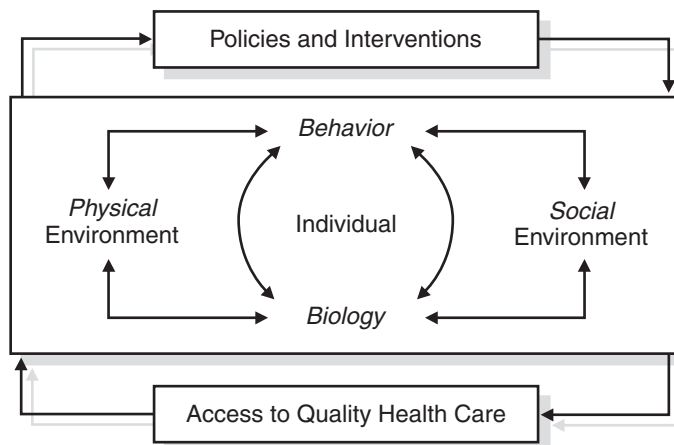 Policies and Interventions
Behavior
Physical
Environment
Individual
Social
Environment
Biology
Access to Quality Health Care